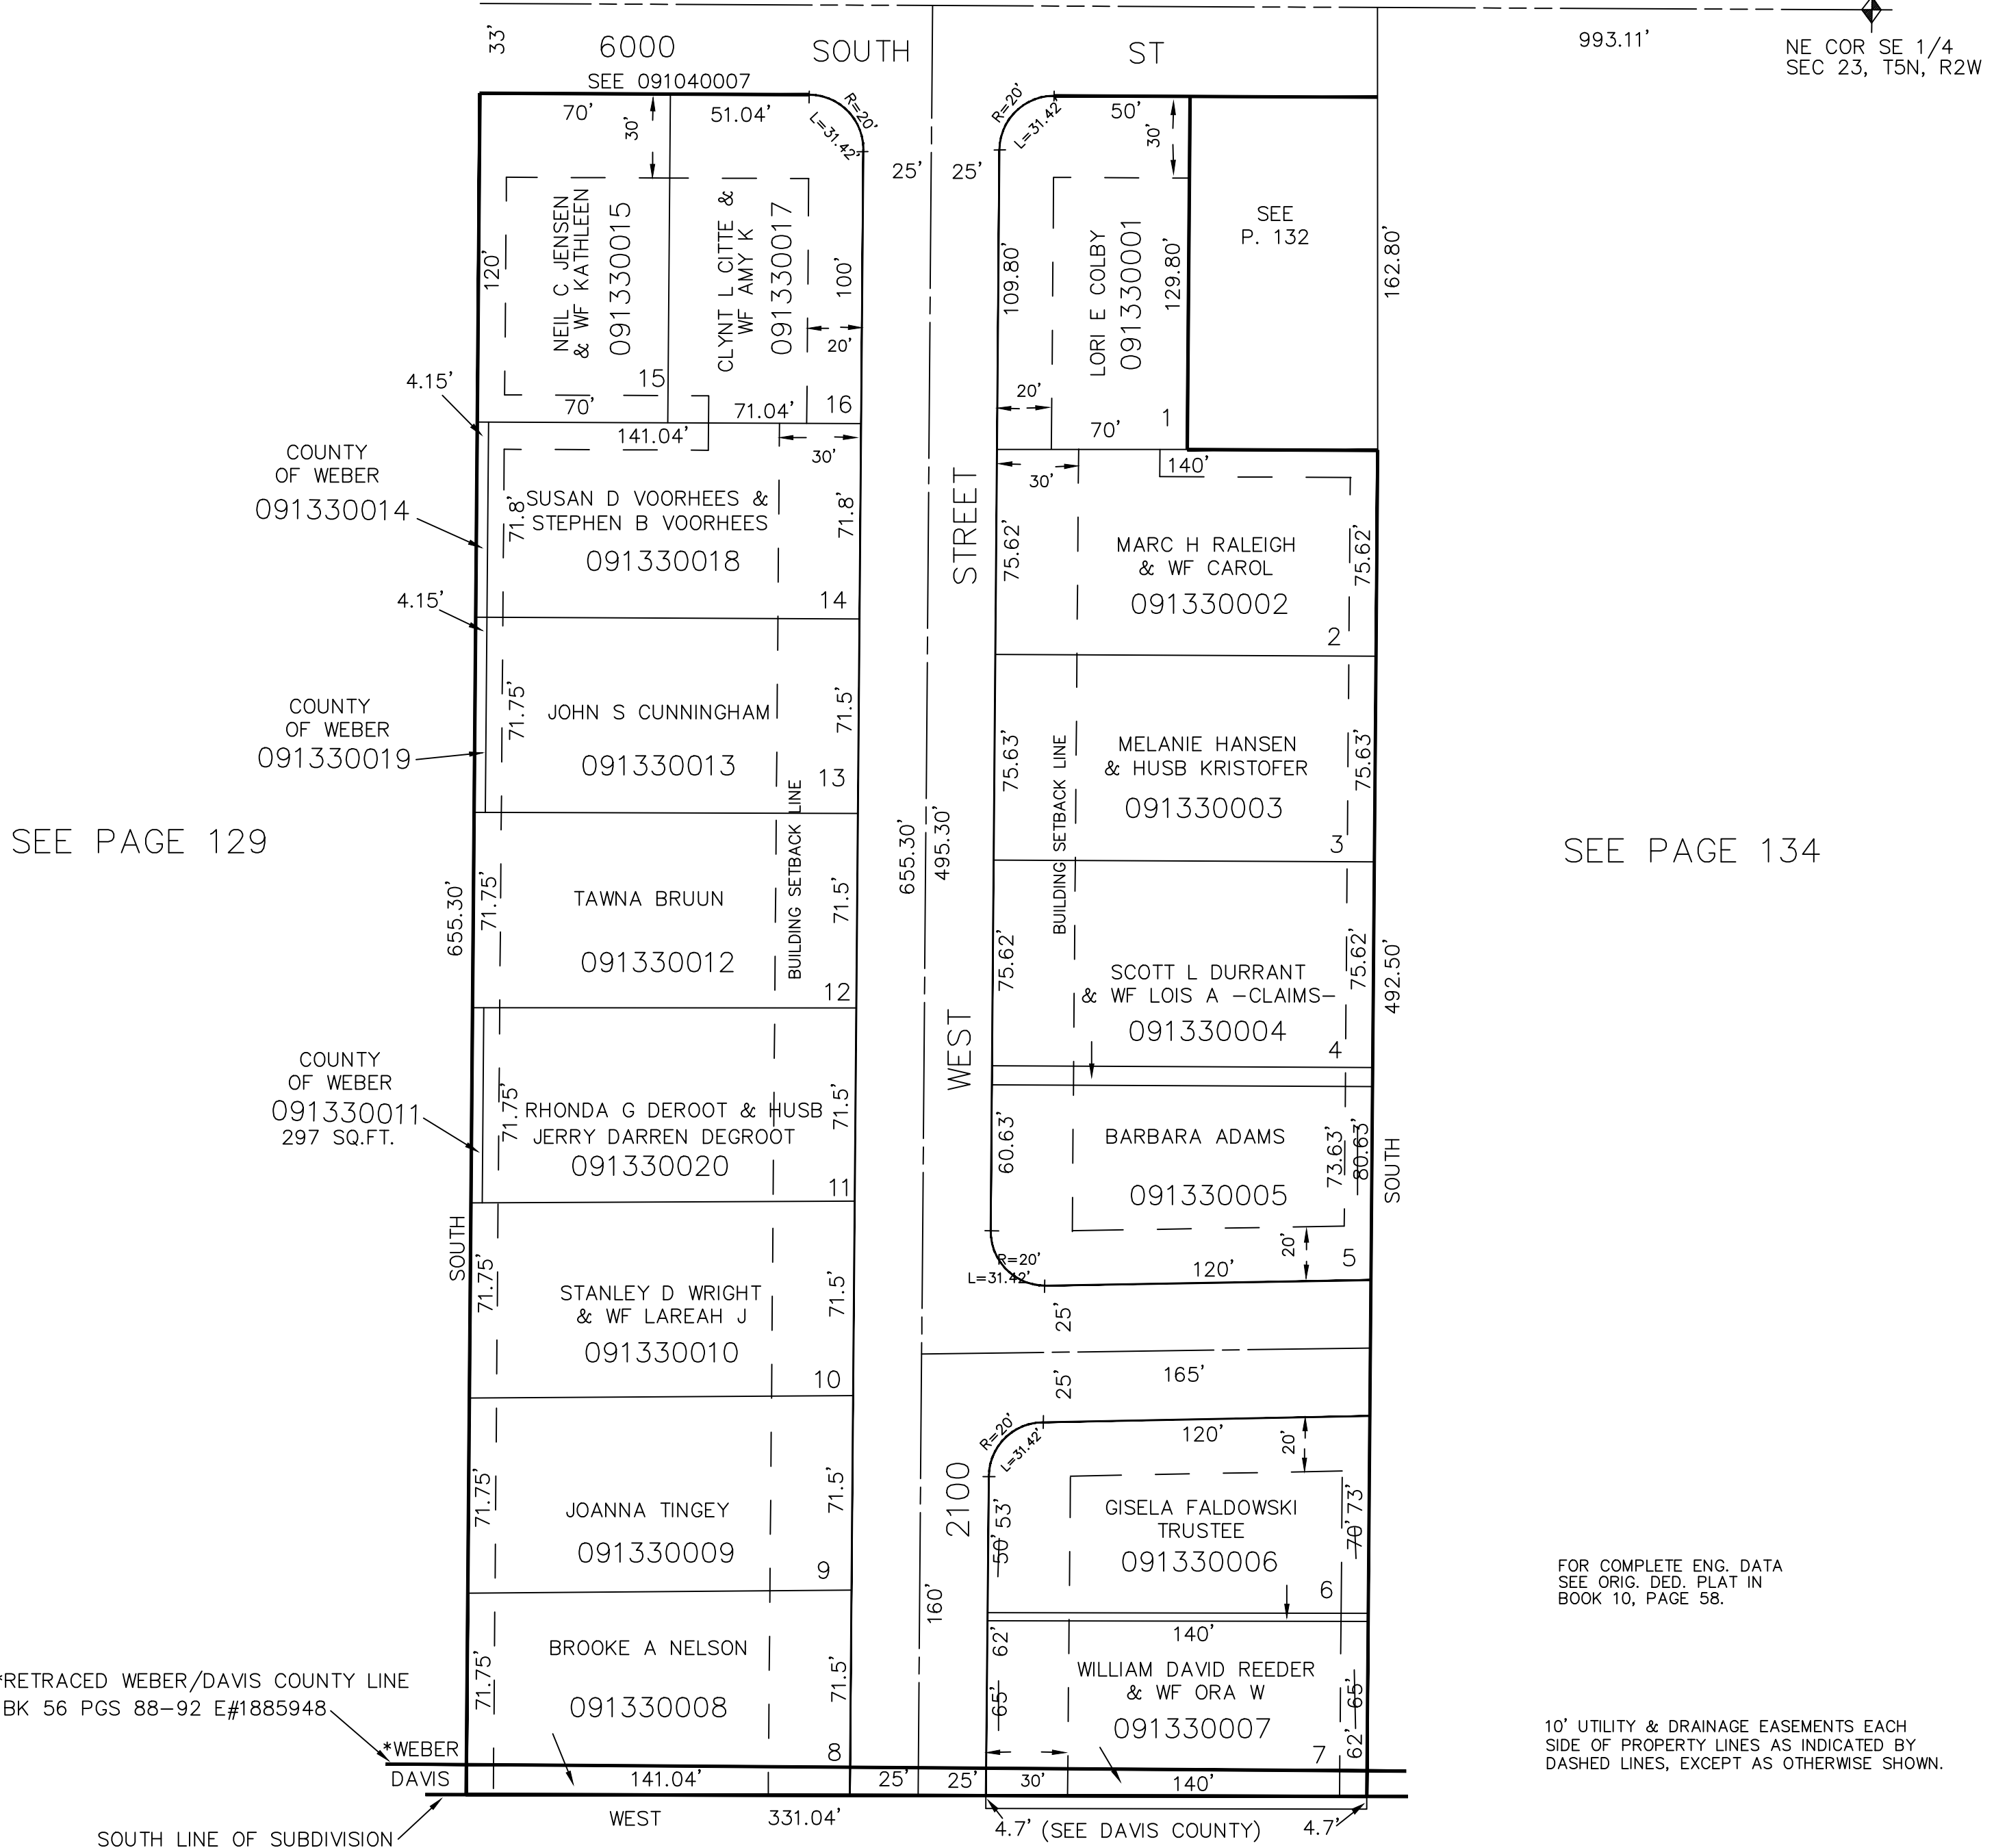 33'
6000 SOUTH ST
993.11'
NE COR SE 1/4
SEC 23, T5N, R2W
SEE 091040007
70'
30'
51.04'
R=20'
L=31.42'
25'
25'
R=20'
L=31.42'
50'
30'
120'
NEIL C JENSEN
& WF KATHLEEN
091330015
15
70'
CLYNT L CITTE &
WF AMY K
091330017
100'
20'
71.04'
16
109.80'
LORI E COLBY
091330001
129.80'
20'
70'
1
SEE
P. 132
162.80'
4.15'
141.04'
30'
COUNTY
OF WEBER
091330014
71.8'
SUSAN D VOORHEES &
STEPHEN B VOORHEES
091330018
71.8'
14
STREET
30'
140'
75.62'
MARC H RALEIGH
& WF CAROL
091330002
75.62'
2
4.15'
COUNTY
OF WEBER
091330019
71.75'
JOHN S CUNNINGHAM
091330013
71.5'
13
75.63'
BUILDING SETBACK LINE
MELANIE HANSEN
& HUSB KRISTOFER
091330003
75.63'
3
SEE PAGE 129
655.30'
71.75'
TAWNA BRUUN
091330012
BUILDING SETBACK LINE
71.5'
12
655.30'
495.30'
75.62'
SCOTT L DURRANT
& WF LOIS A -CLAIMS-
091330004
75.62'
4
492.50'
SEE PAGE 134
COUNTY
OF WEBER
091330011
297 SQ.FT.
71.75'
RHONDA G DEROOT & HUSB
JERRY DARREN DEGROOT
091330020
71.5'
11
WEST
60.63'
BARBARA ADAMS
091330005
73.63'
80.63'
SOUTH
20'
5
R=20'
L=31.42'
120'
SOUTH
71.75'
STANLEY D WRIGHT
& WF LAREAH J
091330010
71.5'
10
25'
25'
165'
71.75'
JOANNA TINGEY
091330009
71.5'
9
2100
R=20'
L=31.42'
120'
20'
50' 53'
GISELA FALDOWSKI
TRUSTEE
091330006
70' 73'
6
FOR COMPLETE ENG. DATA
SEE ORIG. DED. PLAT IN
BOOK 10, PAGE 58.
160'
71.75'
BROOKE A NELSON
091330008
71.5'
8
140'
65' 62'
WILLIAM DAVID REEDER
& WF ORA W
091330007
62' 65'
7
*RETRACED WEBER/DAVIS COUNTY LINE
BK 56 PGS 88-92 E#1885948
10' UTILITY & DRAINAGE EASEMENTS EACH
SIDE OF PROPERTY LINES AS INDICATED BY
DASHED LINES, EXCEPT AS OTHERWISE SHOWN.
*WEBER
DAVIS
141.04'
25'
25'
30'
140'
WEST 331.04'
4.7' (SEE DAVIS COUNTY) 4.7'
SOUTH LINE OF SUBDIVISION